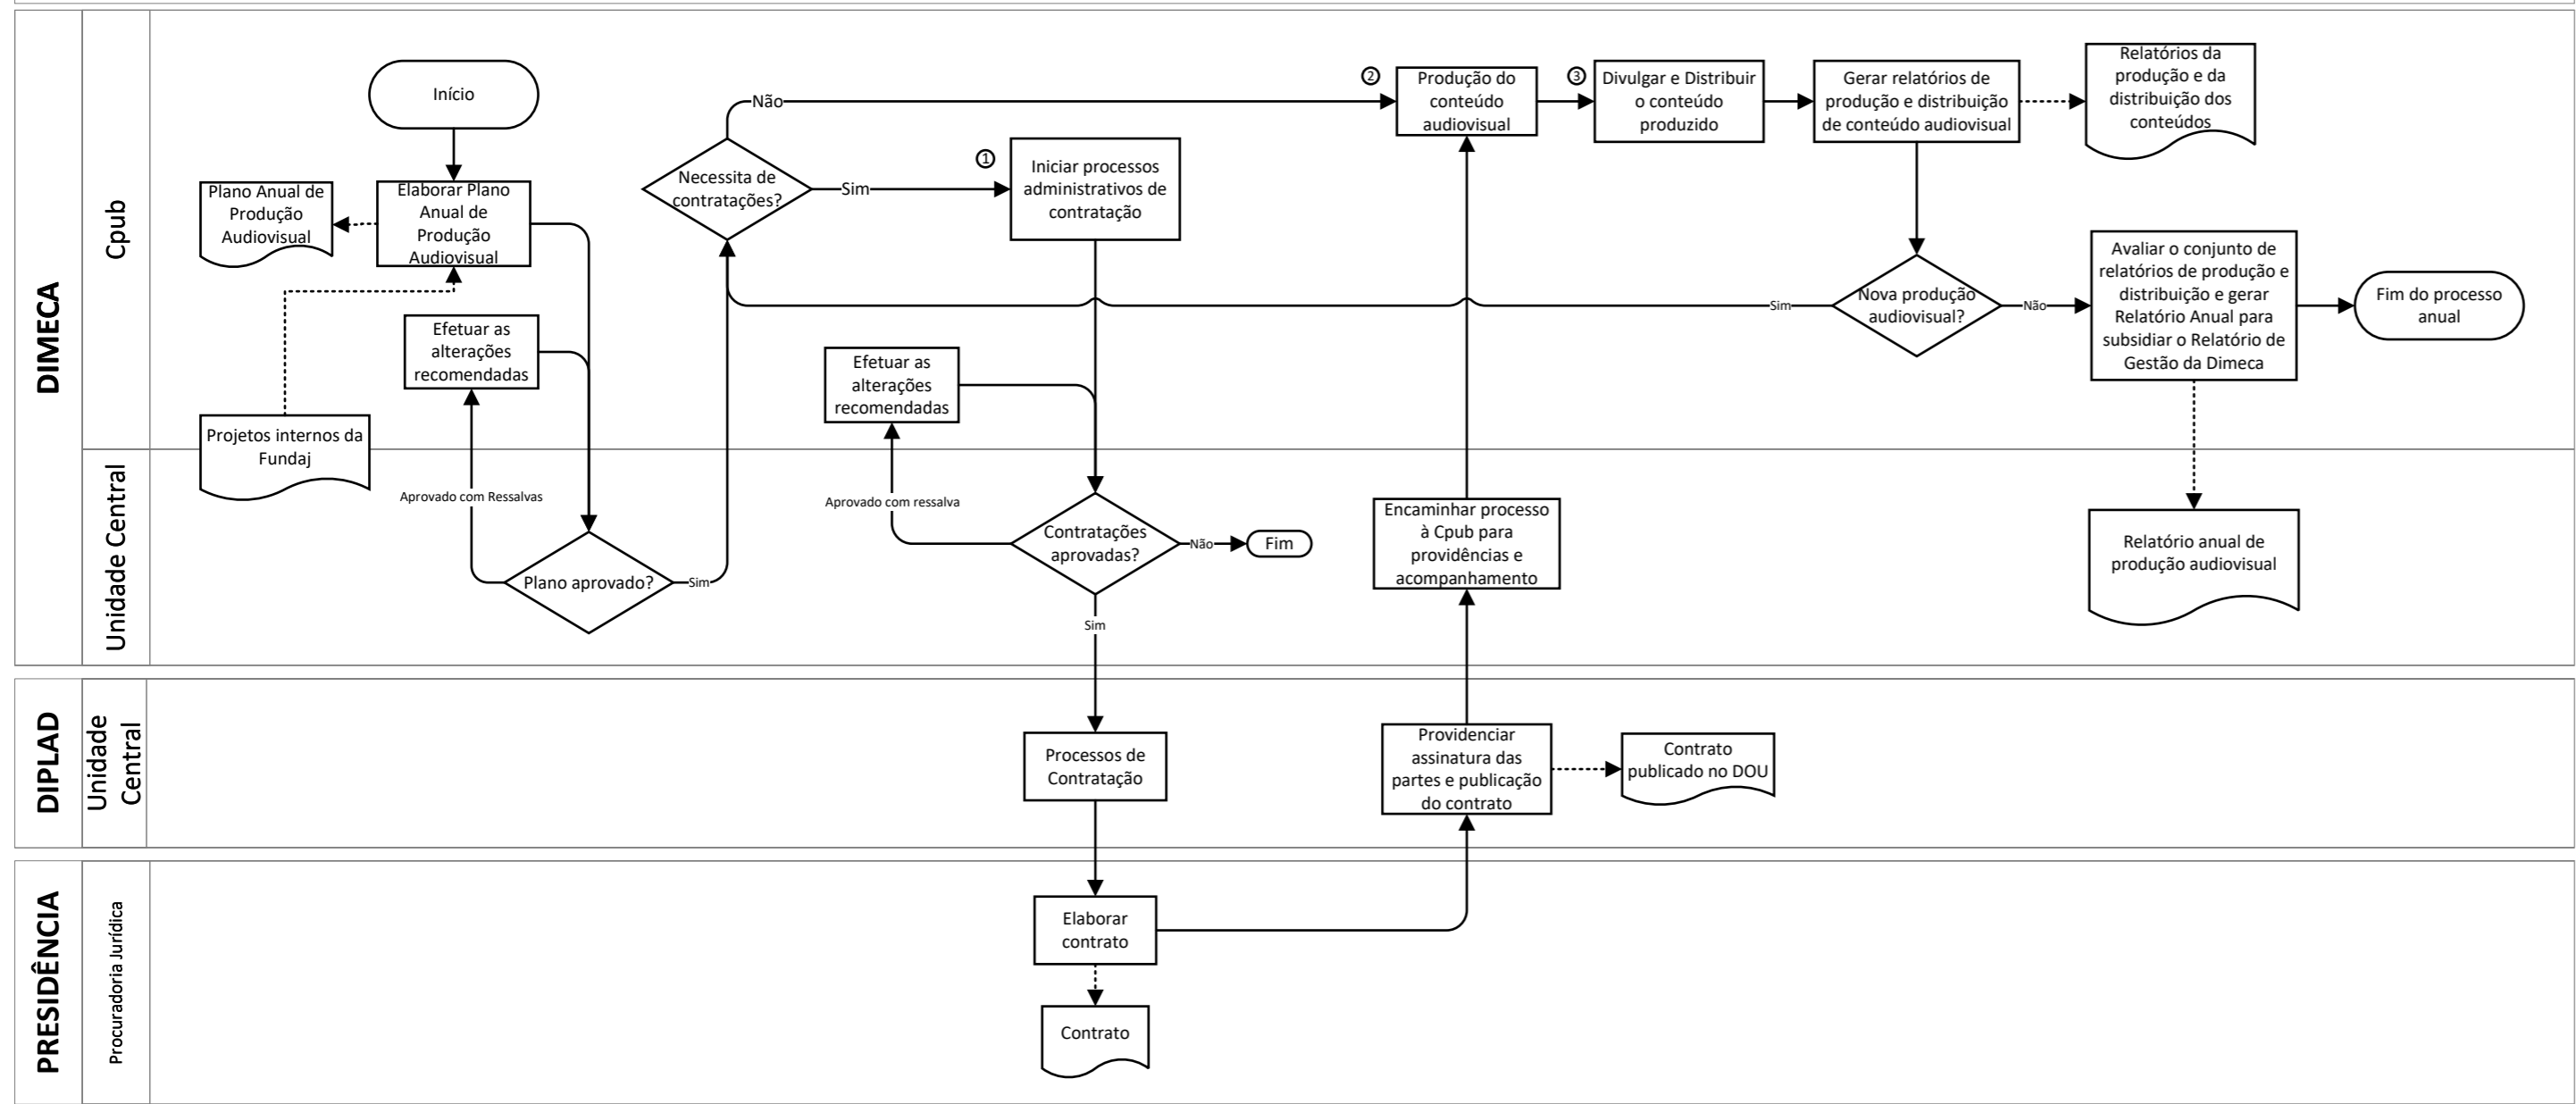 DIMECA
Cpub
Início
Plano Anual de
Produção
Audiovisual
Elaborar Plano
Anual de
Produção
Audiovisual
Efetuar as
alterações
recomendadas
Projetos internos da
Fundaj
Necessita de
contratações?
Não
Sim
1
Iniciar processos
administrativos de
contratação
Efetuar as
alterações
recomendadas
2
Produção do
conteúdo
audiovisual
3
Divulgar e Distribuir
o conteúdo
produzido
Gerar relatórios de
produção e distribuição
de conteúdo audiovisual
Relatórios da
produção e da
distribuição dos
conteúdos
Nova produção
audiovisual?
Sim
Não
Avaliar o conjunto de
relatórios de produção e
distribuição e gerar
Relatório Anual para
subsidiar o Relatório de
Gestão da Dimeca
Fim do processo
anual
Unidade Central
Aprovado com Ressalvas
Plano aprovado?
Sim
Aprovado com ressalva
Contratações
aprovadas?
Não
Fim
Sim
Encaminhar processo
à Cpub para
providências e
acompanhamento
Relatório anual de
produção audiovisual
DIPLAD
Unidade
Central
Processos de
Contratação
Providenciar
assinatura das
partes e publicação
do contrato
Contrato
publicado no DOU
PRESIDÊNCIA
Procuradoria Jurídica
Elaborar
contrato
Contrato